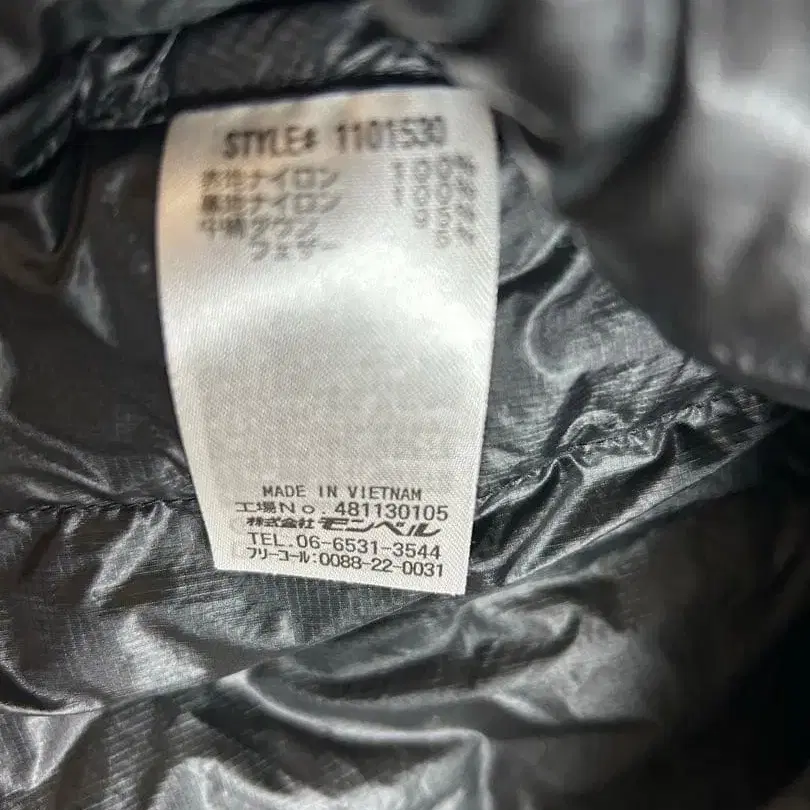 STYLE# 1101530
表地ナイロン 100%
裏地ナイロン 100%
中綿ダウン 95%
フェザー 5%
MADE IN VIETNAM
工場No. 481130105
株式会社モンベル
TEL.06-6531-3544
フリーコール:0088-22-0031